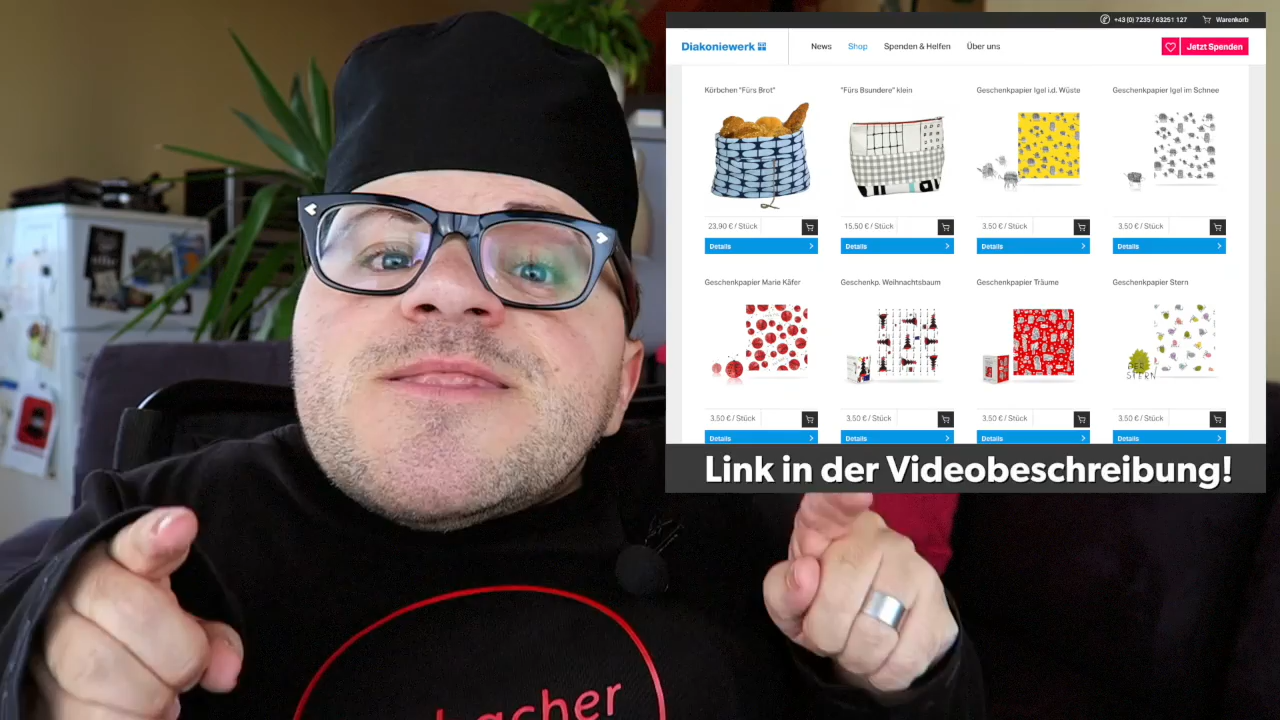 +43 (0) 7235 / 63251 127 Warenkorb
Diakoniewerk News Shop Spenden & Helfen Über uns Jetzt Spenden
Körbchen "Fürs Brot" "Fürs Bsundere" klein Geschenkpapier Igel i.d. Wüste Geschenkpapier Igel im Schnee
23,90 € / Stück 15,50 € / Stück 3,50 € / Stück 3,50 € / Stück
Details Details Details Details
Geschenkpapier Marie Käfer Geschenkp. Weihnachtsbaum Geschenkpapier Träume Geschenkpapier Stern
DER
STERN
3,50 € / Stück 3,50 € / Stück 3,50 € / Stück 3,50 € / Stück
Details Details Details Details
Link in der Videobeschreibung!
acher